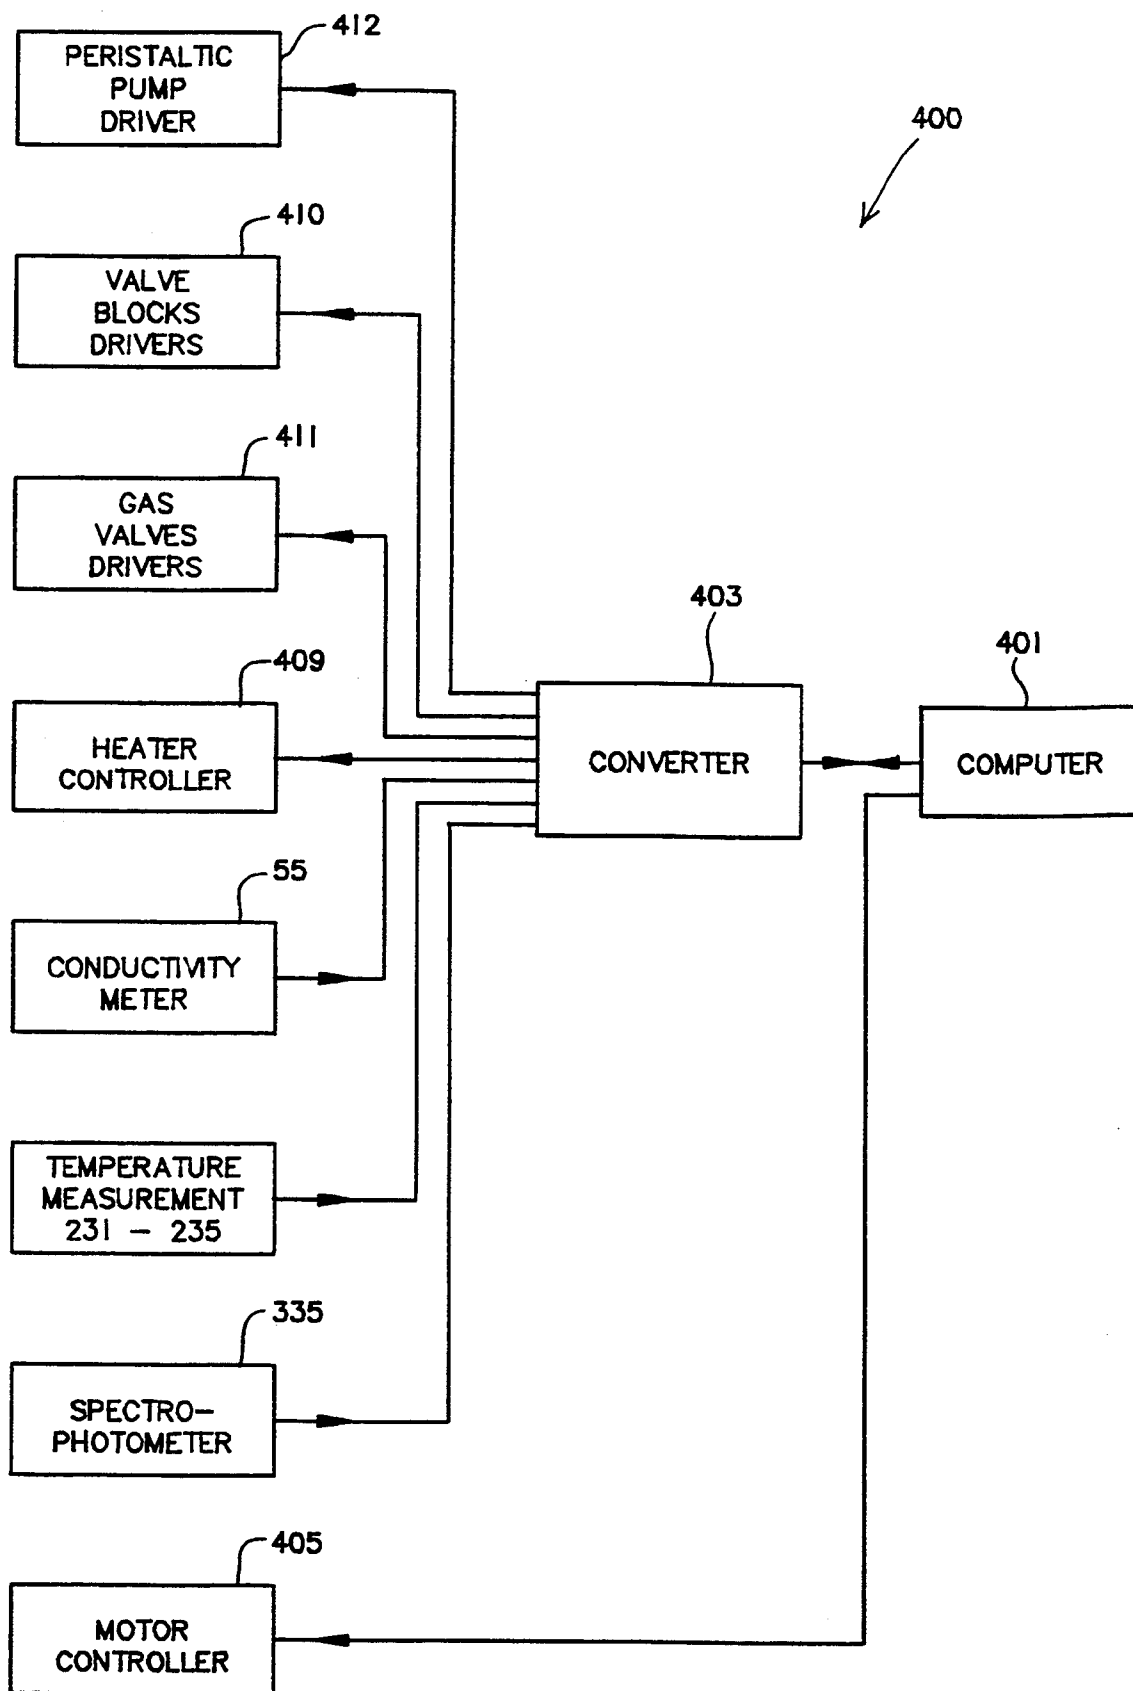 412
PERISTALTIC
PUMP
DRIVER
400
410
VALVE
BLOCKS
DRIVERS
411
GAS
VALVES
DRIVERS
403
401
409
HEATER
CONTROLLER
CONVERTER
COMPUTER
55
CONDUCTIVITY
METER
TEMPERATURE
MEASUREMENT
231 – 235
335
SPECTRO–
PHOTOMETER
405
MOTOR
CONTROLLER